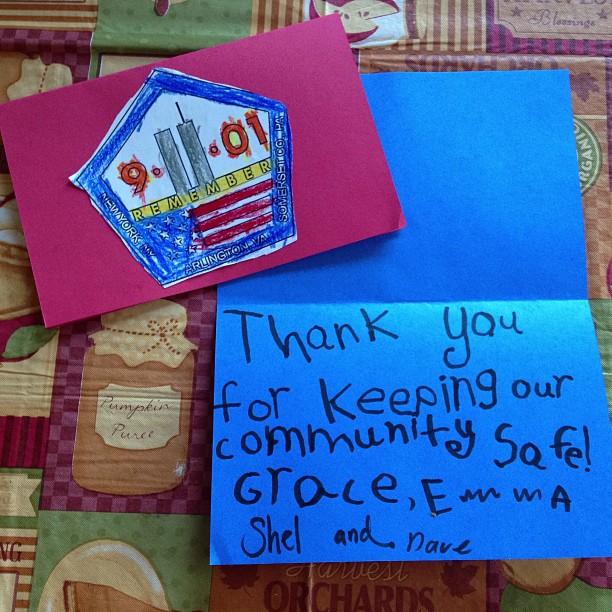 9·11·01
REMEMBER
NEW YORK, NY
ARLINGTON, VA
SOMERSET CO., PA
Thank you
for keeping our
community safe!
Grace, Emma
Shel and Dave
Pumpkin
Puree
Blessings
Harvest
ORCHARDS